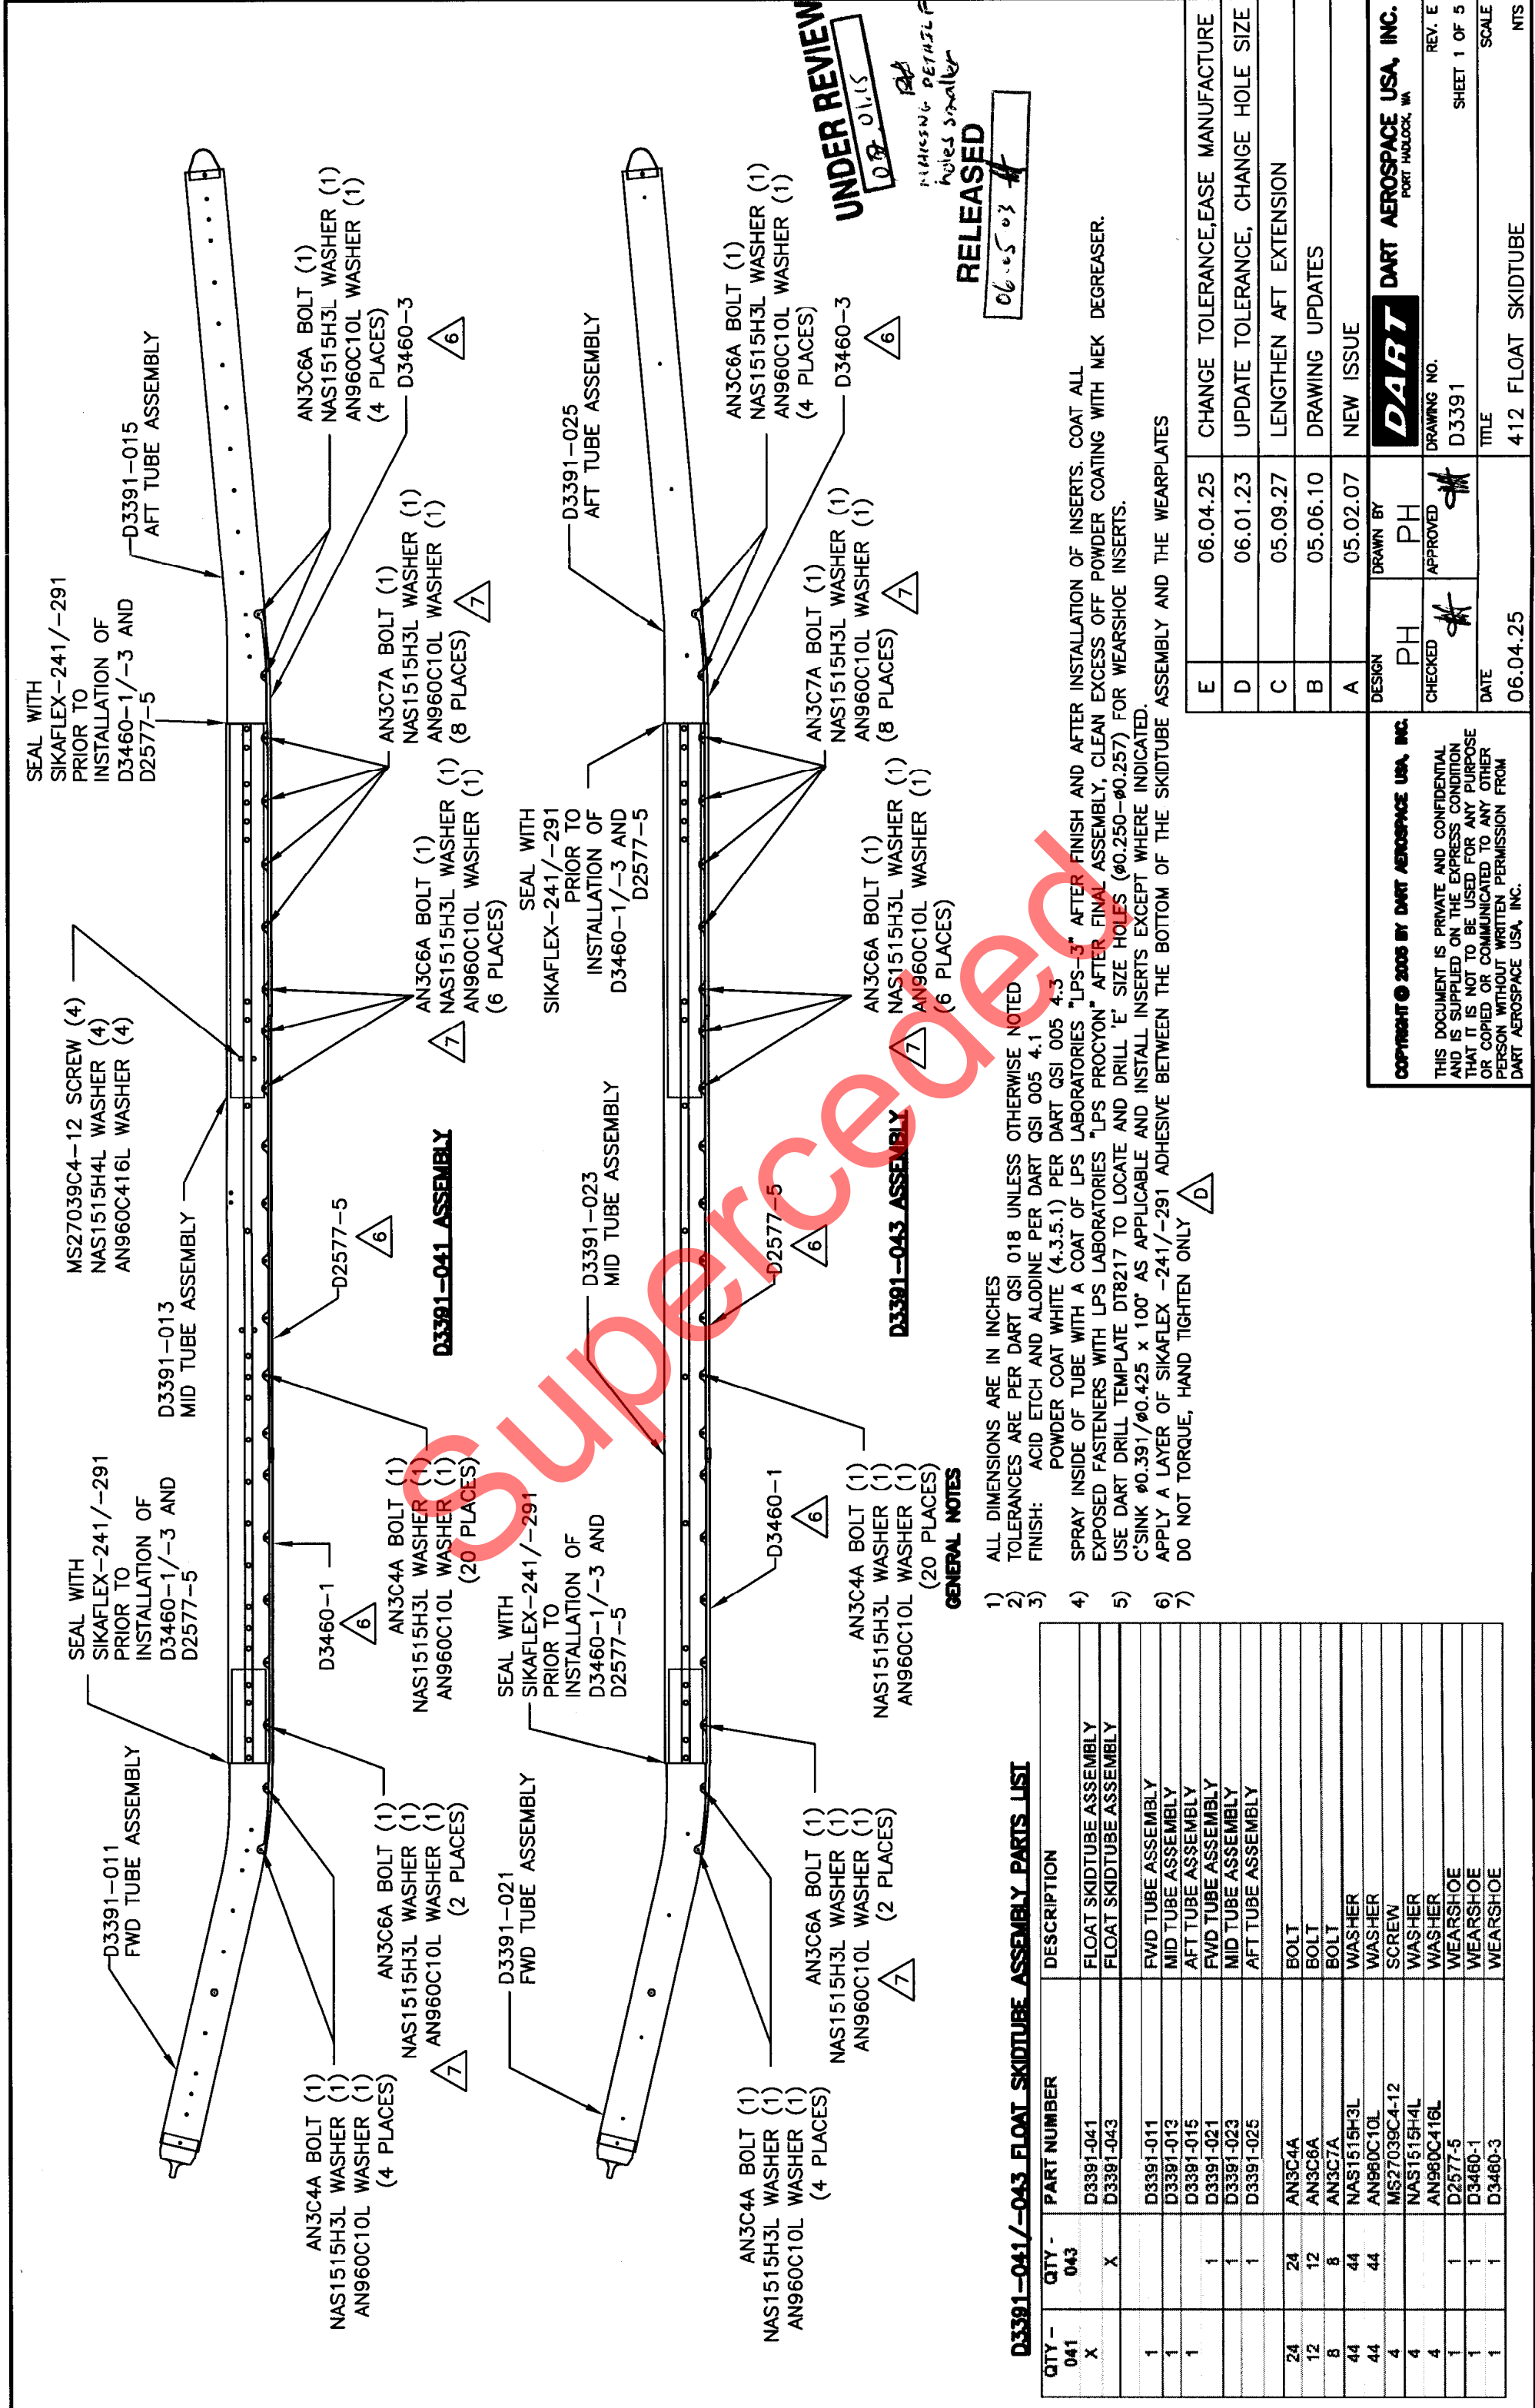 SEAL WITH
SIKAFLEX-241/-291
PRIOR TO
INSTALLATION OF
D3460-1/-3 AND
D2577-5
MS27039C4-12 SCREW (4)
NAS1515H4L WASHER (4)
AN960C416L WASHER (4)
SEAL WITH
SIKAFLEX-241/-291
PRIOR TO
INSTALLATION OF
D3460-1/-3 AND
D2577-5
D3391-011
FWD TUBE ASSEMBLY
D3391-013
MID TUBE ASSEMBLY
D3391-015
AFT TUBE ASSEMBLY
AN3C4A BOLT (1)
NAS1515H3L WASHER (1)
AN960C10L WASHER (1)
(4 PLACES)
AN3C6A BOLT (1)
NAS1515H3L WASHER (1)
AN960C10L WASHER (1)
(2 PLACES)
7
D3460-1
6
AN3C4A BOLT (1)
NAS1515H3L WASHER (1)
AN960C10L WASHER (1)
(20 PLACES)
D2577-5
6
D3391-041 ASSEMBLY
AN3C6A BOLT (1)
NAS1515H3L WASHER (1)
AN960C10L WASHER (1)
(6 PLACES)
7
AN3C7A BOLT (1)
NAS1515H3L WASHER (1)
AN960C10L WASHER (1)
(8 PLACES)
7
AN3C6A BOLT (1)
NAS1515H3L WASHER (1)
AN960C10L WASHER (1)
(4 PLACES)
D3460-3
6
D3391-021
FWD TUBE ASSEMBLY
SEAL WITH
SIKAFLEX-241/-291
PRIOR TO
INSTALLATION OF
D3460-1/-3 AND
D2577-5
D3391-023
MID TUBE ASSEMBLY
SEAL WITH
SIKAFLEX-241/-291
PRIOR TO
INSTALLATION OF
D3460-1/-3 AND
D2577-5
D3391-025
AFT TUBE ASSEMBLY
AN3C4A BOLT (1)
NAS1515H3L WASHER (1)
AN960C10L WASHER (1)
(4 PLACES)
AN3C6A BOLT (1)
NAS1515H3L WASHER (1)
AN960C10L WASHER (1)
(2 PLACES)
7
D3460-1
6
AN3C4A BOLT (1)
NAS1515H3L WASHER (1)
AN960C10L WASHER (1)
(20 PLACES)
D2577-5
6
D3391-043 ASSEMBLY
AN3C6A BOLT (1)
NAS1515H3L WASHER (1)
AN960C10L WASHER (1)
(6 PLACES)
7
AN3C7A BOLT (1)
NAS1515H3L WASHER (1)
AN960C10L WASHER (1)
(8 PLACES)
7
AN3C6A BOLT (1)
NAS1515H3L WASHER (1)
AN960C10L WASHER (1)
(4 PLACES)
D3460-3
6
UNDER REVIEW
01.15
holes smaller
RELEASED
06.05.03
Superceded
GENERAL NOTES
1) ALL DIMENSIONS ARE IN INCHES
2) TOLERANCES ARE PER DART QSI 018 UNLESS OTHERWISE NOTED
3) FINISH: ACID ETCH AND ALODINE PER DART QSI 005 4.1
POWDER COAT WHITE (4.3.5.1) PER DART QSI 005 4.3
4) SPRAY INSIDE OF TUBE WITH A COAT OF LPS LABORATORIES "LPS-3" AFTER FINISH AND AFTER INSTALLATION OF INSERTS. COAT ALL
EXPOSED FASTENERS WITH LPS LABORATORIES "LPS PROCYON" AFTER FINAL ASSEMBLY, CLEAN EXCESS OFF POWDER COATING WITH MEK DEGREASER.
5) USE DART DRILL TEMPLATE DT8217 TO LOCATE AND DRILL 'E' SIZE HOLES (ø0.250-ø0.257) FOR WEARSHOE INSERTS.
C'SINK ø0.391/ø0.425 x 100° AS APPLICABLE AND INSTALL INSERTS EXCEPT WHERE INDICATED.
6) APPLY A LAYER OF SIKAFLEX -241/-291 ADHESIVE BETWEEN THE BOTTOM OF THE SKIDTUBE ASSEMBLY AND THE WEARPLATES
7) DO NOT TORQUE, HAND TIGHTEN ONLY D
D3391-041/-043 FLOAT SKIDTUBE ASSEMBLY PARTS LIST
QTY - 041 QTY - 043 PART NUMBER DESCRIPTION
X D3391-041 FLOAT SKIDTUBE ASSEMBLY
X D3391-043 FLOAT SKIDTUBE ASSEMBLY
1 D3391-011 FWD TUBE ASSEMBLY
1 D3391-013 MID TUBE ASSEMBLY
1 D3391-015 AFT TUBE ASSEMBLY
1 D3391-021 FWD TUBE ASSEMBLY
1 D3391-023 MID TUBE ASSEMBLY
1 D3391-025 AFT TUBE ASSEMBLY
24 24 AN3C4A BOLT
12 12 AN3C6A BOLT
8 8 AN3C7A BOLT
44 44 NAS1515H3L WASHER
44 44 AN960C10L WASHER
4 MS27039C4-12 SCREW
4 NAS1515H4L WASHER
4 AN960C416L WASHER
1 1 D2577-5 WEARSHOE
1 1 D3460-1 WEARSHOE
1 1 D3460-3 WEARSHOE
E 06.04.25 CHANGE TOLERANCE,EASE MANUFACTURE
D 06.01.23 UPDATE TOLERANCE, CHANGE HOLE SIZE
C 05.09.27 LENGTHEN AFT EXTENSION
B 05.06.10 DRAWING UPDATES
A 05.02.07 NEW ISSUE
COPYRIGHT © 2005 BY DART AEROSPACE USA, INC.
THIS DOCUMENT IS PRIVATE AND CONFIDENTIAL
AND IS SUPPLIED ON THE EXPRESS CONDITION
THAT IT IS NOT TO BE USED FOR ANY PURPOSE
OR COPIED OR COMMUNICATED TO ANY OTHER
PERSON WITHOUT WRITTEN PERMISSION FROM
DART AEROSPACE USA, INC.
DESIGN PH
DRAWN BY PH
CHECKED
APPROVED
DATE
06.04.25
DART
DART AEROSPACE USA, INC.
PORT HADLOCK, WA
DRAWING NO.
D3391
REV. E
SHEET 1 OF 5
TITLE
412 FLOAT SKIDTUBE
SCALE
NTS